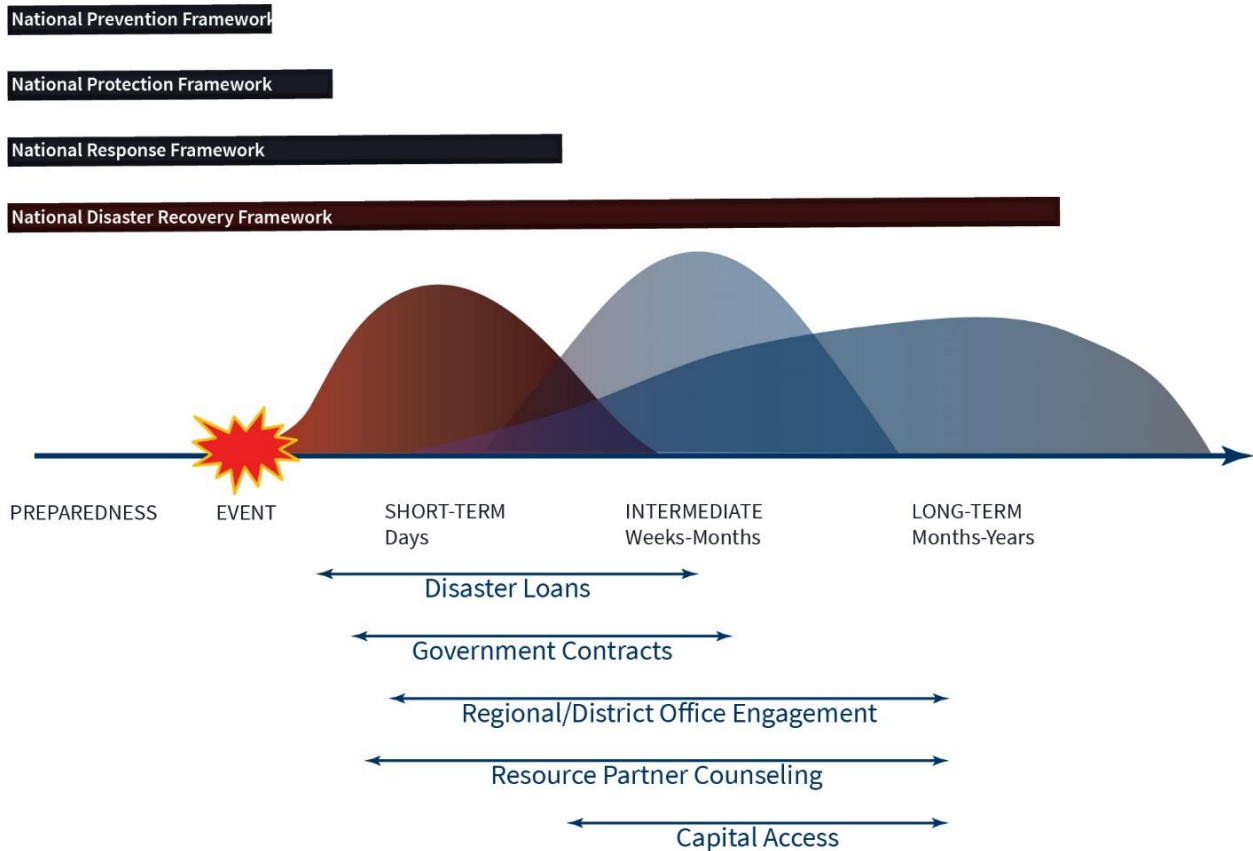 National Prevention Framework
National Protection Framework
National Response Framework
National Disaster Recovery Framework
PREPAREDNESS
EVENT
SHORT-TERM
Days
INTERMEDIATE
Weeks-Months
LONG-TERM
Months-Years
Disaster Loans
Government Contracts
Regional/District Office Engagement
Resource Partner Counseling
Capital Access